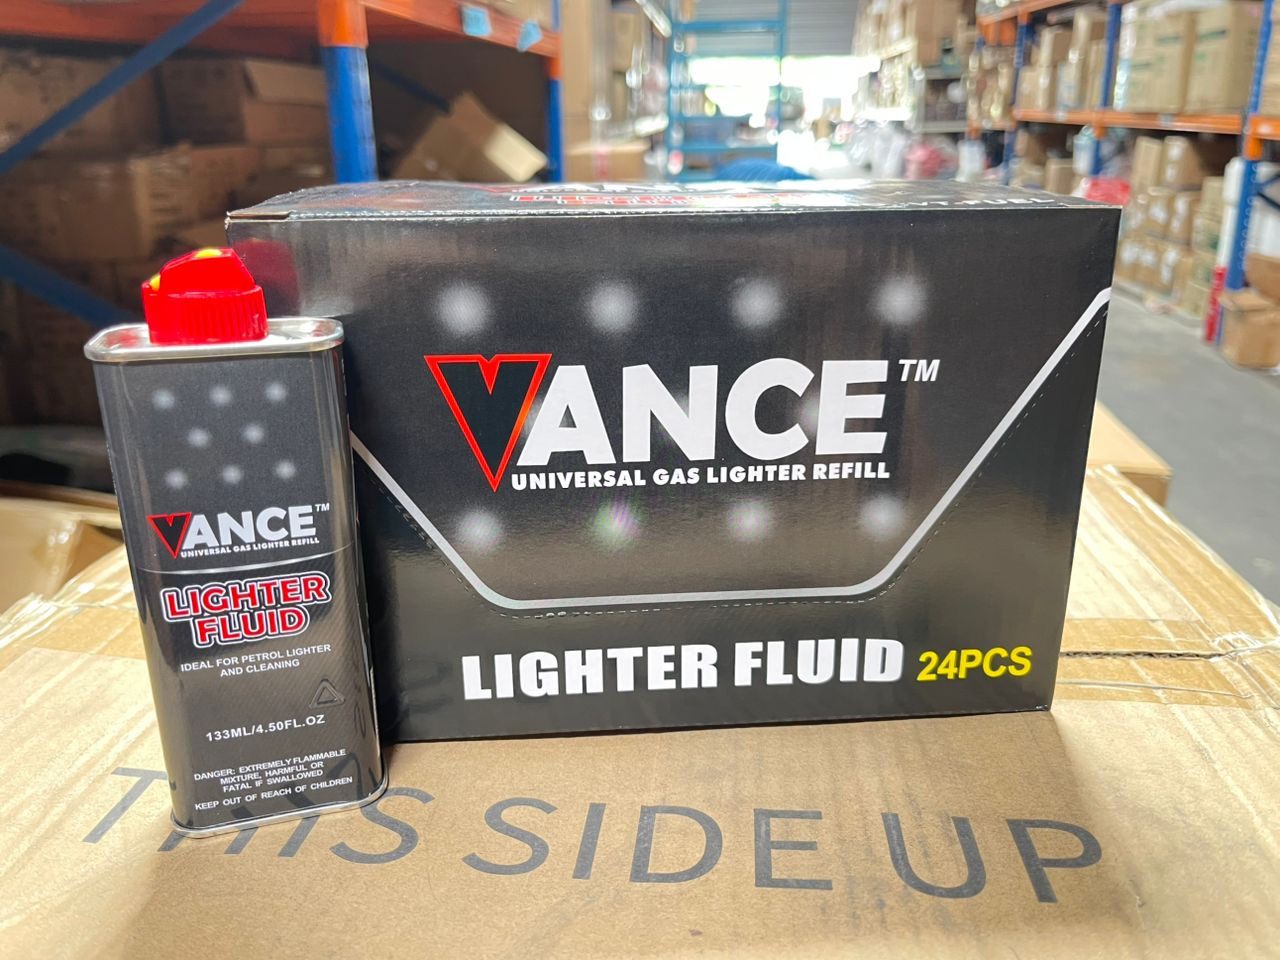 VANCE™
UNIVERSAL GAS LIGHTER REFILL
LIGHTER FLUID 24PCS
VANCE™
UNIVERSAL GAS LIGHTER REFILL
LIGHTER
FLUID
IDEAL FOR PETROL LIGHTER
AND CLEANING
133ML/4.50FL.OZ
DANGER: EXTREMELY FLAMMABLE
MIXTURE, HARMFUL OR
FATAL IF SWALLOWED
KEEP OUT OF REACH OF CHILDREN
THIS SIDE UP